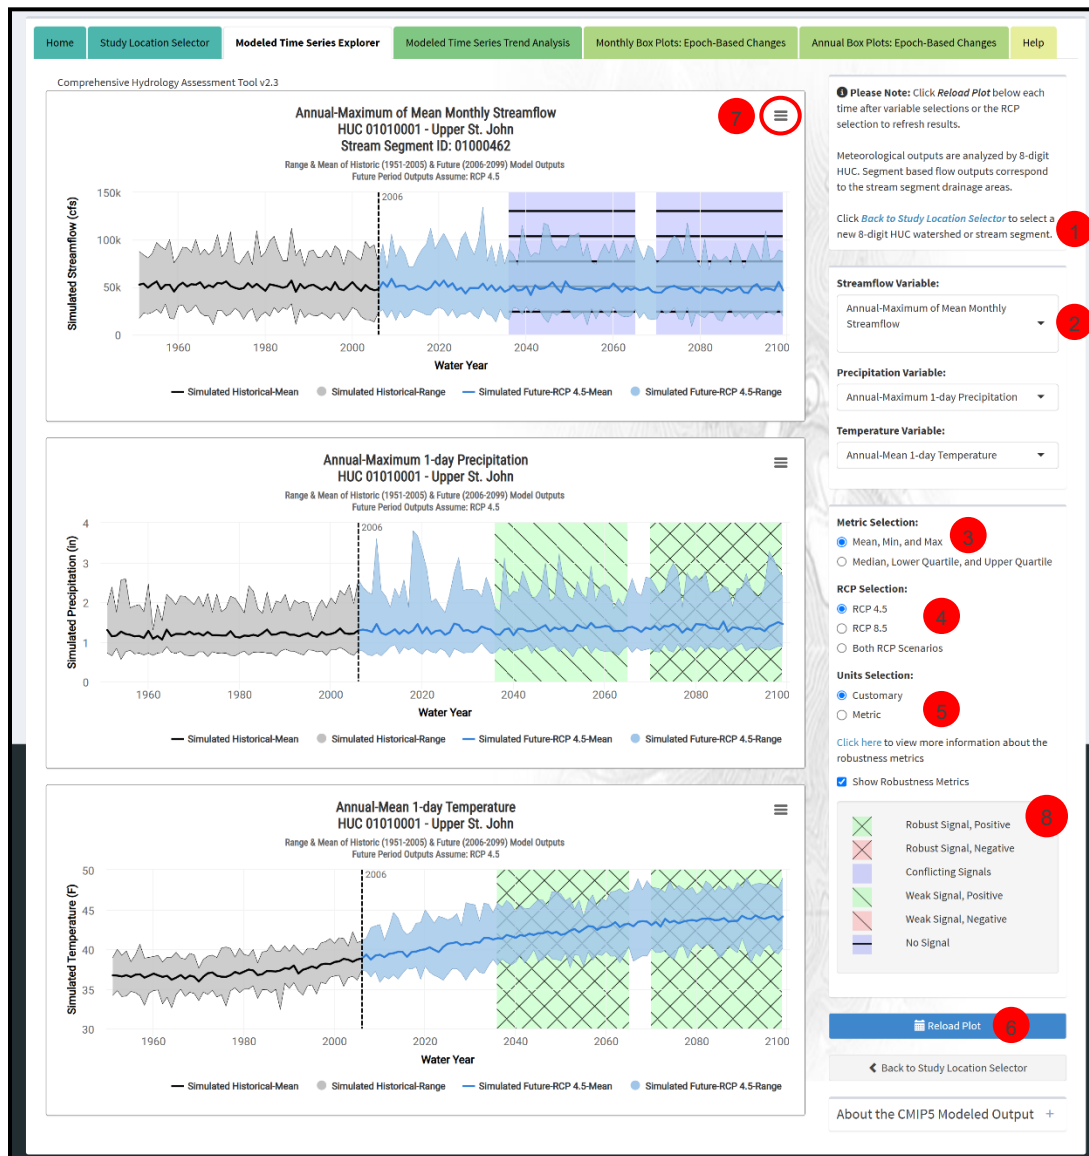 Home
Study Location Selector
Modeled Time Series Explorer
Modeled Time Series Trend Analysis
Monthly Box Plots: Epoch-Based Changes
Annual Box Plots: Epoch-Based Changes
Help
Comprehensive Hydrology Assessment Tool v2.3
Annual-Maximum of Mean Monthly Streamflow
HUC 01010001 - Upper St. John
Stream Segment ID: 01000462
Range & Mean of Historic (1951-2005) & Future (2006-2099) Model Outputs
Future Period Outputs Assume: RCP 4.5
7
2006
Simulated Streamflow (cfs)
150k
100k
50k
0
1960
1980
2000
2020
2040
2060
2080
2100
Water Year
Simulated Historical-Mean
Simulated Historical-Range
Simulated Future-RCP 4.5-Mean
Simulated Future-RCP 4.5-Range
Annual-Maximum 1-day Precipitation
HUC 01010001 - Upper St. John
Range & Mean of Historic (1951-2005) & Future (2006-2099) Model Outputs
Future Period Outputs Assume: RCP 4.5
2006
Simulated Precipitation (in)
4
3
2
1
0
1960
1980
2000
2020
2040
2060
2080
2100
Water Year
Simulated Historical-Mean
Simulated Historical-Range
Simulated Future-RCP 4.5-Mean
Simulated Future-RCP 4.5-Range
Annual-Mean 1-day Temperature
HUC 01010001 - Upper St. John
Range & Mean of Historic (1951-2005) & Future (2006-2099) Model Outputs
Future Period Outputs Assume: RCP 4.5
2006
Simulated Temperature (F)
50
45
40
35
30
1960
1980
2000
2020
2040
2060
2080
2100
Water Year
Simulated Historical-Mean
Simulated Historical-Range
Simulated Future-RCP 4.5-Mean
Simulated Future-RCP 4.5-Range
Please Note: Click Reload Plot below each
time after variable selections or the RCP
selection to refresh results.
Meteorological outputs are analyzed by 8-digit
HUC. Segment based flow outputs correspond
to the stream segment drainage areas.
Click Back to Study Location Selector to select a
new 8-digit HUC watershed or stream segment.
1
Streamflow Variable:
Annual-Maximum of Mean Monthly
Streamflow
2
Precipitation Variable:
Annual-Maximum 1-day Precipitation
Temperature Variable:
Annual-Mean 1-day Temperature
Metric Selection:
Mean, Min, and Max
3
Median, Lower Quartile, and Upper Quartile
RCP Selection:
RCP 4.5
4
RCP 8.5
Both RCP Scenarios
Units Selection:
Customary
5
Metric
Click here to view more information about the
robustness metrics
Show Robustness Metrics
8
Robust Signal, Positive
Robust Signal, Negative
Conflicting Signals
Weak Signal, Positive
Weak Signal, Negative
No Signal
Reload Plot
6
Back to Study Location Selector
About the CMIP5 Modeled Output +